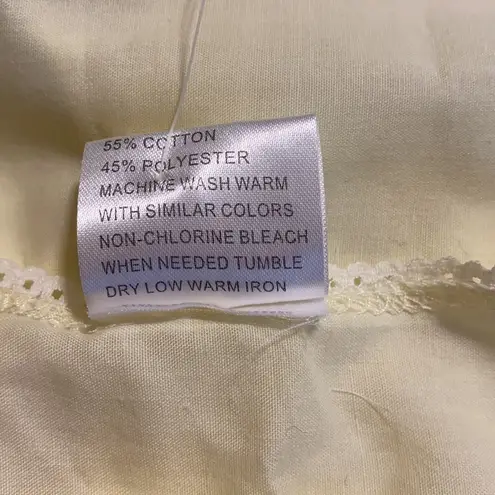 55% COTTON
45% POLYESTER
MACHINE WASH WARM
WITH SIMILAR COLORS
NON-CHLORINE BLEACH
WHEN NEEDED TUMBLE
DRY LOW WARM IRON